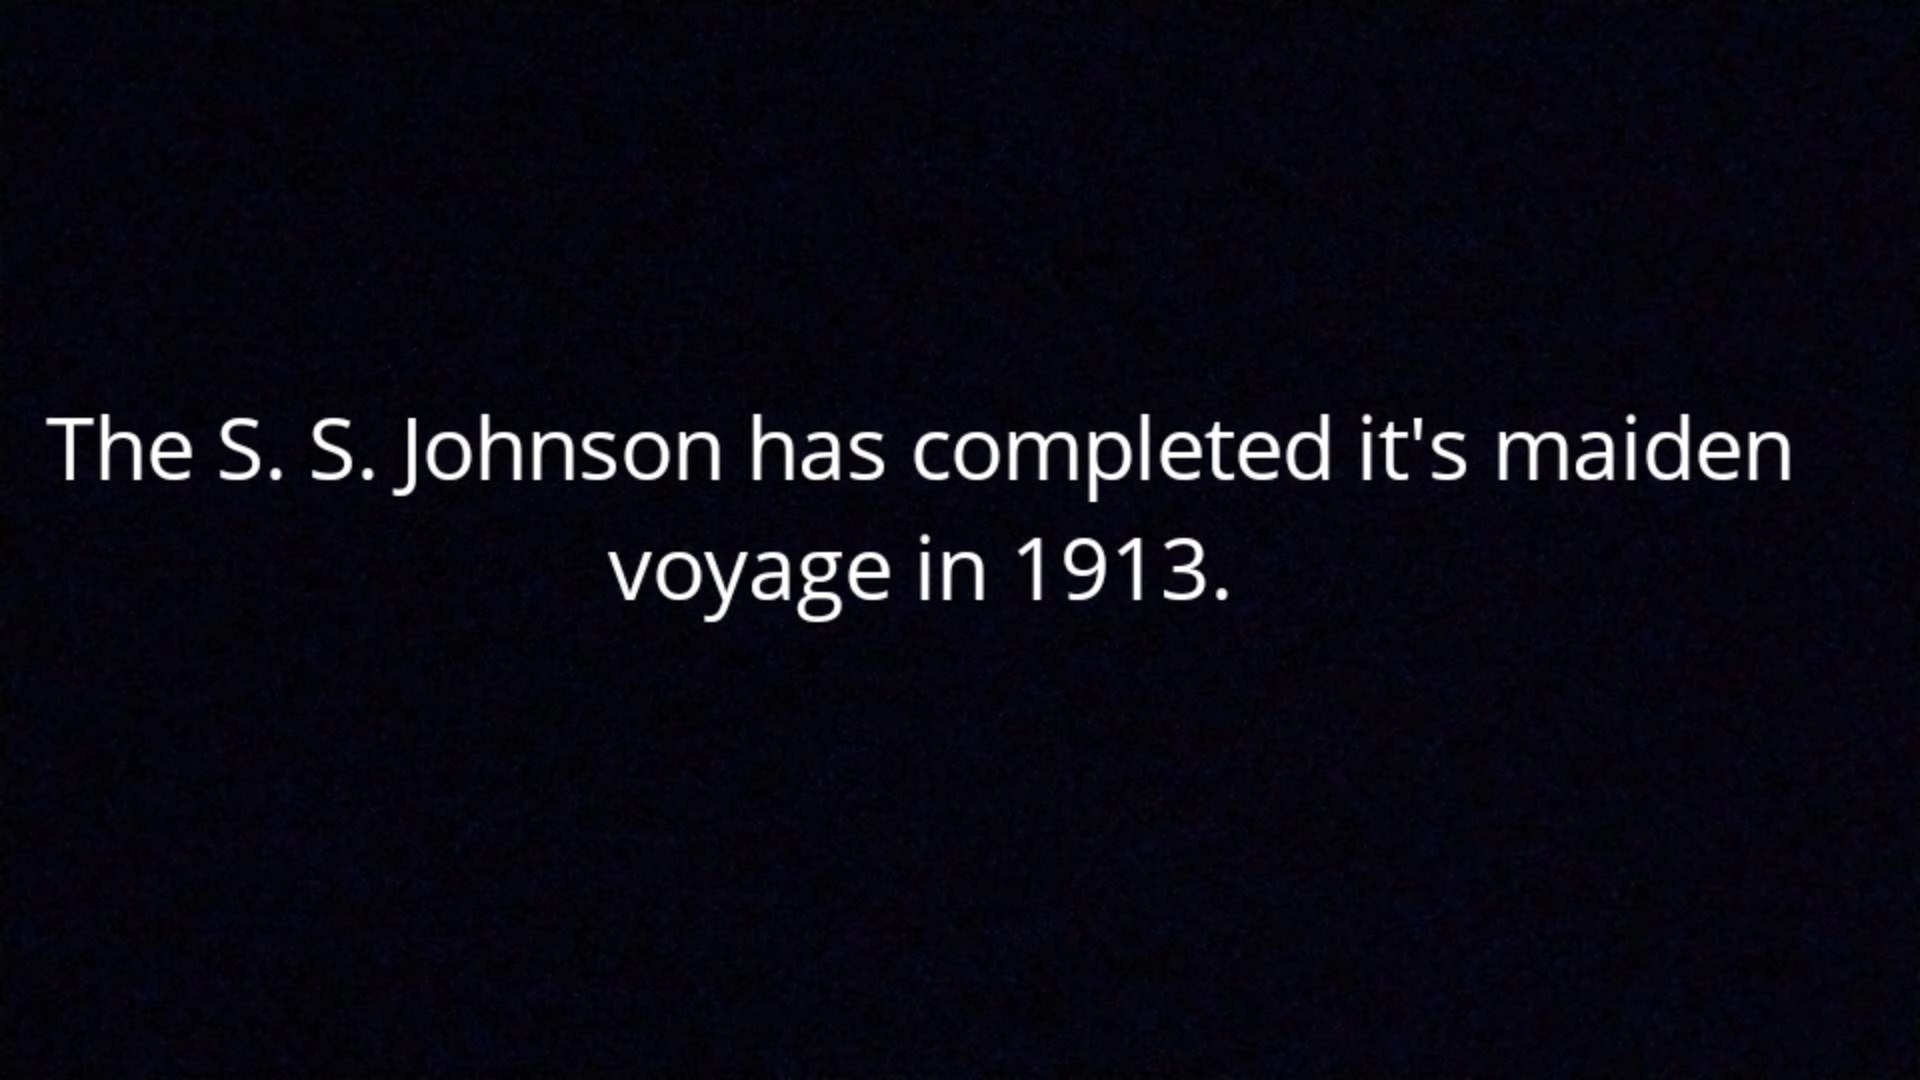 The S. S. Johnson has completed it's maiden
voyage in 1913.